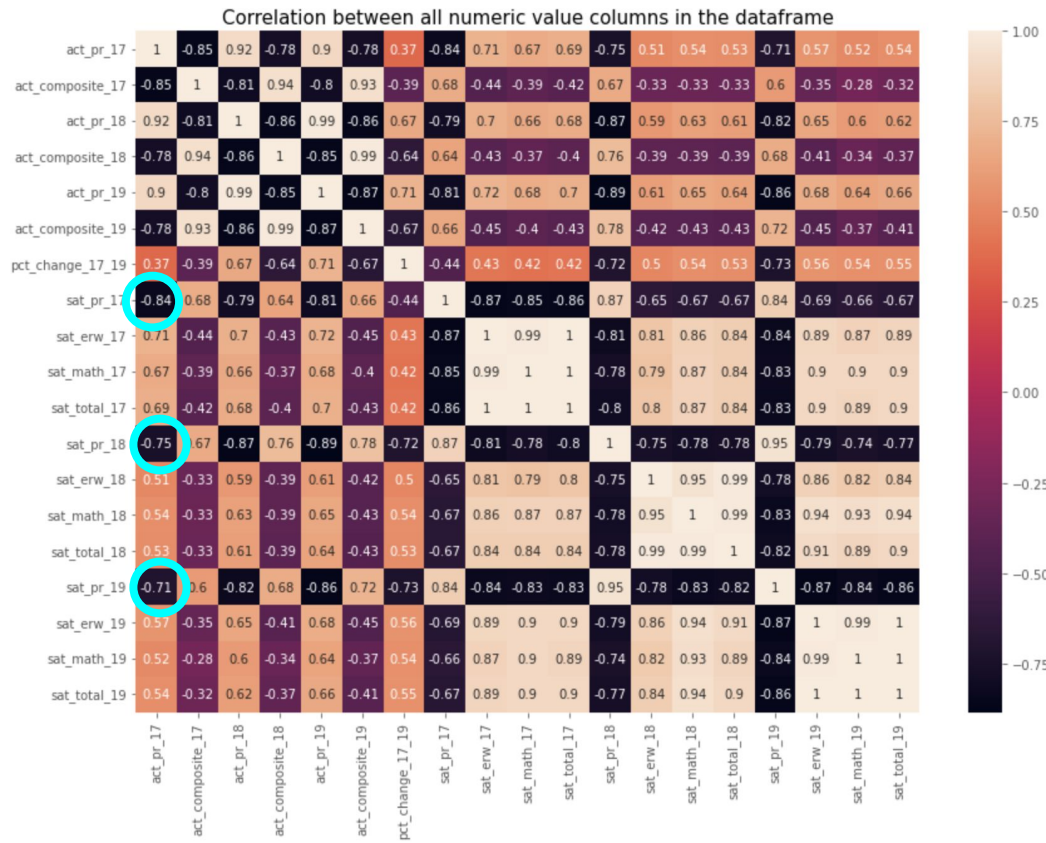 Correlation between all numeric value columns in the dataframe
act_pr_17 1 -0.85 0.92 -0.78 0.9 -0.78 0.37 -0.84 0.71 0.67 0.69 -0.75 0.51 0.54 0.53 -0.71 0.57 0.52 0.54
act_composite_17 -0.85 1 -0.81 0.94 -0.8 0.93 -0.39 0.68 -0.44 -0.39 -0.42 0.67 -0.33 -0.33 -0.33 0.6 -0.35 -0.28 -0.32
act_pr_18 0.92 -0.81 1 -0.86 0.99 -0.86 0.67 -0.79 0.7 0.66 0.68 -0.87 0.59 0.63 0.61 -0.82 0.65 0.6 0.62
act_composite_18 -0.78 0.94 -0.86 1 -0.85 0.99 -0.64 0.64 -0.43 -0.37 -0.4 0.76 -0.39 -0.39 -0.39 0.68 -0.41 -0.34 -0.37
act_pr_19 0.9 -0.8 0.99 -0.85 1 -0.87 0.71 -0.81 0.72 0.68 0.7 -0.89 0.61 0.65 0.64 -0.86 0.68 0.64 0.66
act_composite_19 -0.78 0.93 -0.86 0.99 -0.87 1 -0.67 0.66 -0.45 -0.4 -0.43 0.78 -0.42 -0.43 -0.43 0.72 -0.45 -0.37 -0.41
pct_change_17_19 0.37 -0.39 0.67 -0.64 0.71 -0.67 1 -0.44 0.43 0.42 0.42 -0.72 0.5 0.54 0.53 -0.73 0.56 0.54 0.55
sat_pr_17 -0.84 0.68 -0.79 0.64 -0.81 0.66 -0.44 1 -0.87 -0.85 -0.86 0.87 -0.65 -0.67 -0.67 0.84 -0.69 -0.66 -0.67
sat_erw_17 0.71 -0.44 0.7 -0.43 0.72 -0.45 0.43 -0.87 1 0.99 1 -0.81 0.81 0.86 0.84 -0.84 0.89 0.87 0.89
sat_math_17 0.67 -0.39 0.66 -0.37 0.68 -0.4 0.42 -0.85 0.99 1 1 -0.78 0.79 0.87 0.84 -0.83 0.9 0.9 0.9
sat_total_17 0.69 -0.42 0.68 -0.4 0.7 -0.43 0.42 -0.86 1 1 1 -0.8 0.8 0.87 0.84 -0.83 0.9 0.89 0.9
sat_pr_18 -0.75 0.67 -0.87 0.76 -0.89 0.78 -0.72 0.87 -0.81 -0.78 -0.8 1 -0.75 -0.78 -0.78 0.95 -0.79 -0.74 -0.77
sat_erw_18 0.51 -0.33 0.59 -0.39 0.61 -0.42 0.5 -0.65 0.81 0.79 0.8 -0.75 1 0.95 0.99 -0.78 0.86 0.82 0.84
sat_math_18 0.54 -0.33 0.63 -0.39 0.65 -0.43 0.54 -0.67 0.86 0.87 0.87 -0.78 0.95 1 0.99 -0.83 0.94 0.93 0.94
sat_total_18 0.53 -0.33 0.61 -0.39 0.64 -0.43 0.53 -0.67 0.84 0.84 0.84 -0.78 0.99 0.99 1 -0.82 0.91 0.89 0.9
sat_pr_19 -0.71 0.6 -0.82 0.68 -0.86 0.72 -0.73 0.84 -0.84 -0.83 -0.83 0.95 -0.78 -0.83 -0.82 1 -0.87 -0.84 -0.86
sat_erw_19 0.57 -0.35 0.65 -0.41 0.68 -0.45 0.56 -0.69 0.89 0.9 0.9 -0.79 0.86 0.94 0.91 -0.87 1 0.99 1
sat_math_19 0.52 -0.28 0.6 -0.34 0.64 -0.37 0.54 -0.66 0.87 0.9 0.89 -0.74 0.82 0.93 0.89 -0.84 0.99 1 1
sat_total_19 0.54 -0.32 0.62 -0.37 0.66 -0.41 0.55 -0.67 0.89 0.9 0.9 -0.77 0.84 0.94 0.9 -0.86 1 1 1
act_pr_17
act_composite_17
act_pr_18
act_composite_18
act_pr_19
act_composite_19
pct_change_17_19
sat_pr_17
sat_erw_17
sat_math_17
sat_total_17
sat_pr_18
sat_erw_18
sat_math_18
sat_total_18
sat_pr_19
sat_erw_19
sat_math_19
sat_total_19
1.00
0.75
0.50
0.25
0.00
−0.25
−0.50
−0.75